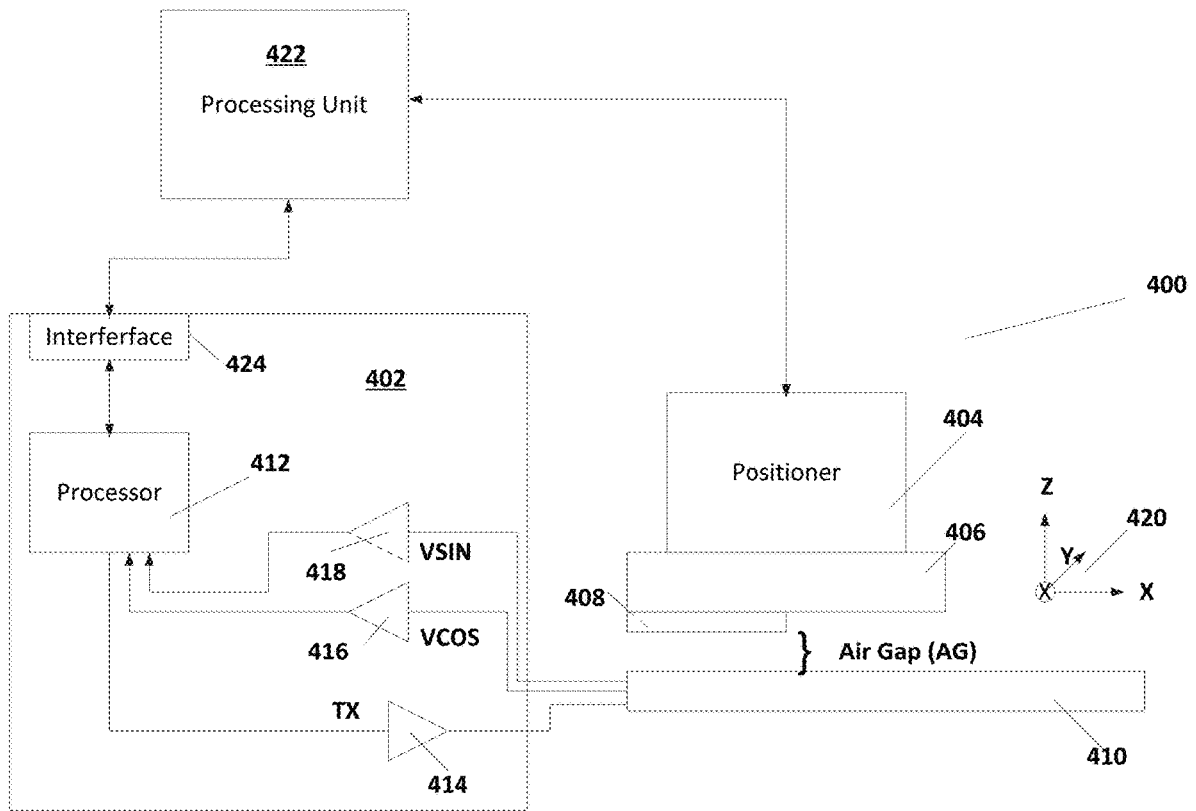 422
Processing Unit
400
Interferface
424
402
404
Processor
412
Positioner
Z
420
406
Y
X
X
418
VSIN
408
416
VCOS
Air Gap (AG)
TX
414
410